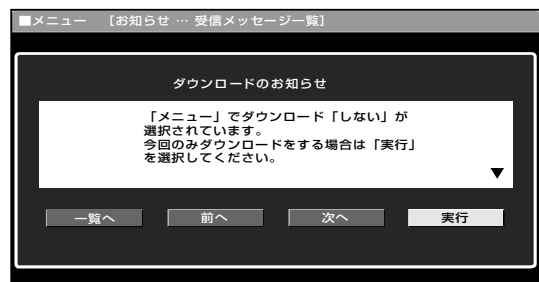 ■メニュー [お知らせ … 受信メッセージ一覧]
ダウンロードのお知らせ
「メニュー」でダウンロード「しない」が
選択されています。
今回のみダウンロードをする場合は「実行」
を選択してください。
▼
一覧へ 前へ 次へ 実行